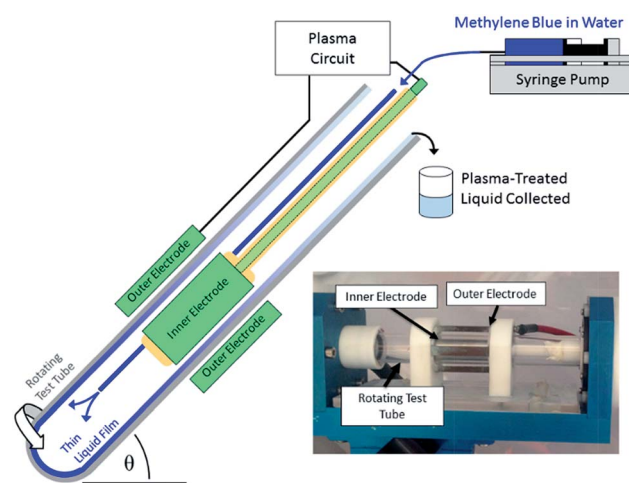 Methylene Blue in Water
Plasma
Circuit
Syringe Pump
Plasma-Treated
Liquid Collected
Outer Electrode
Inner Electrode
Outer Electrode
Inner Electrode
Outer Electrode
Rotating Test
Tube
Rotating
Test Tube
Thin
Liquid Film
θ